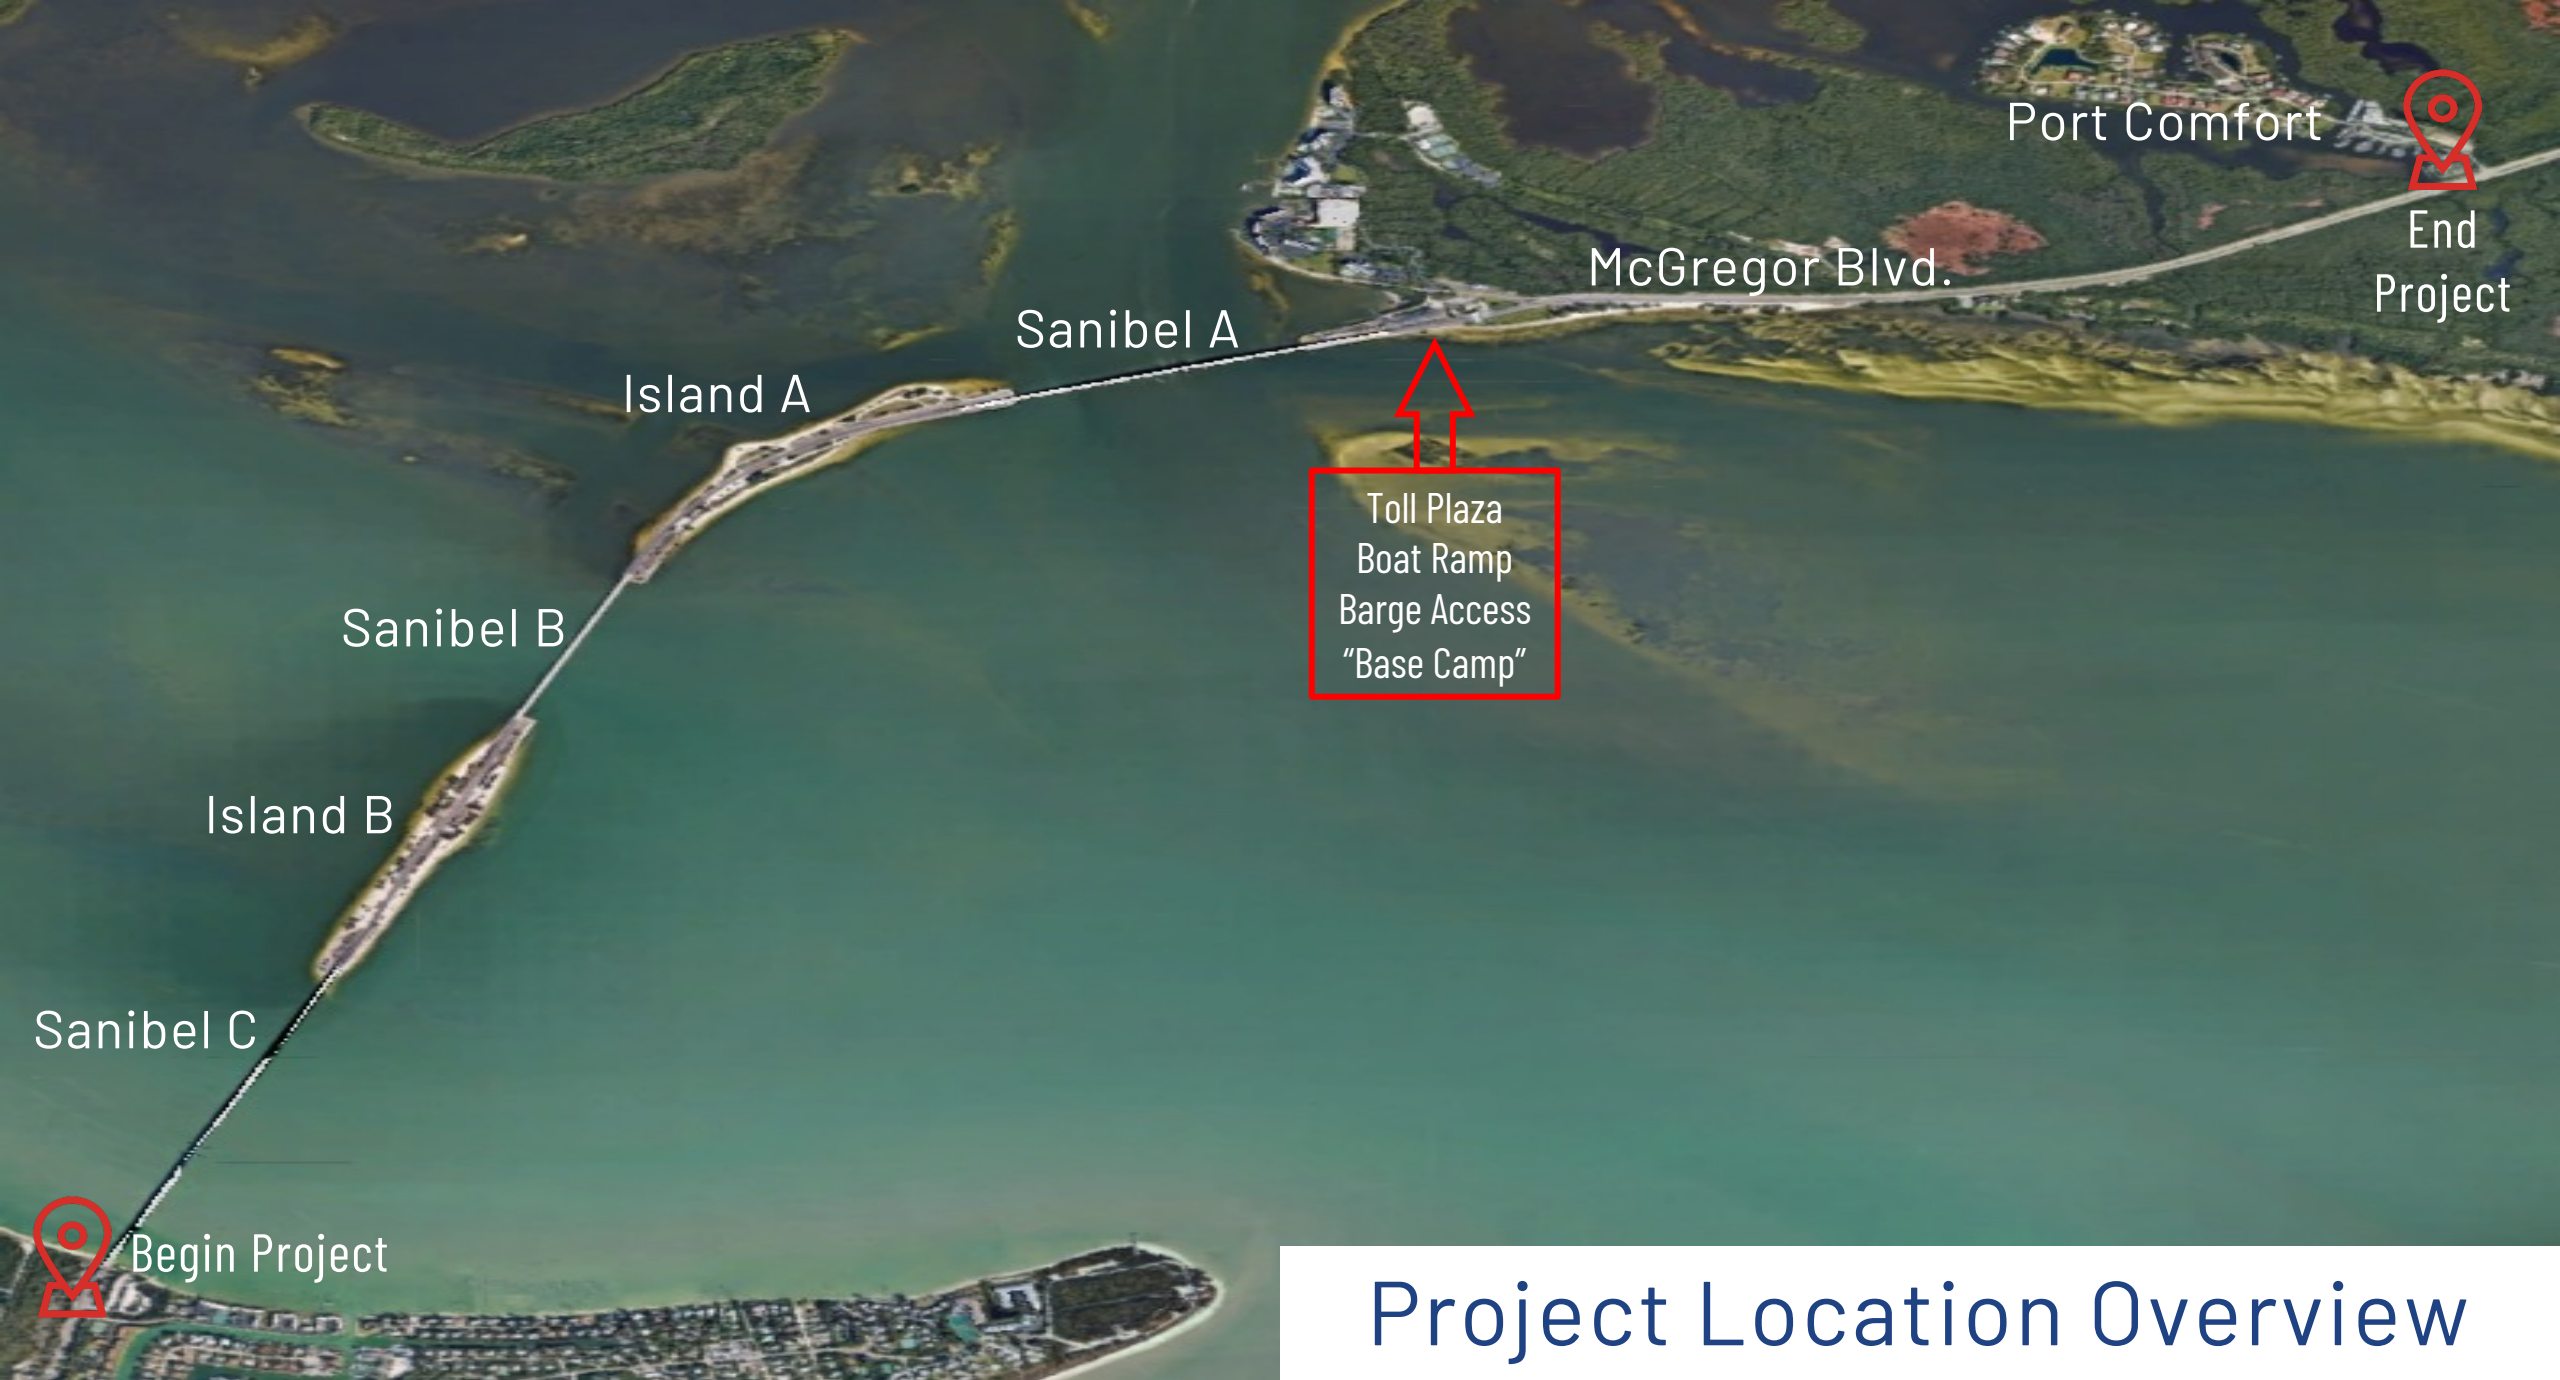 Port Comfort
End
Project
McGregor Blvd.
Sanibel A
Island A
Toll Plaza
Boat Ramp
Barge Access
“Base Camp”
Sanibel B
Island B
Sanibel C
Begin Project
Project Location Overview